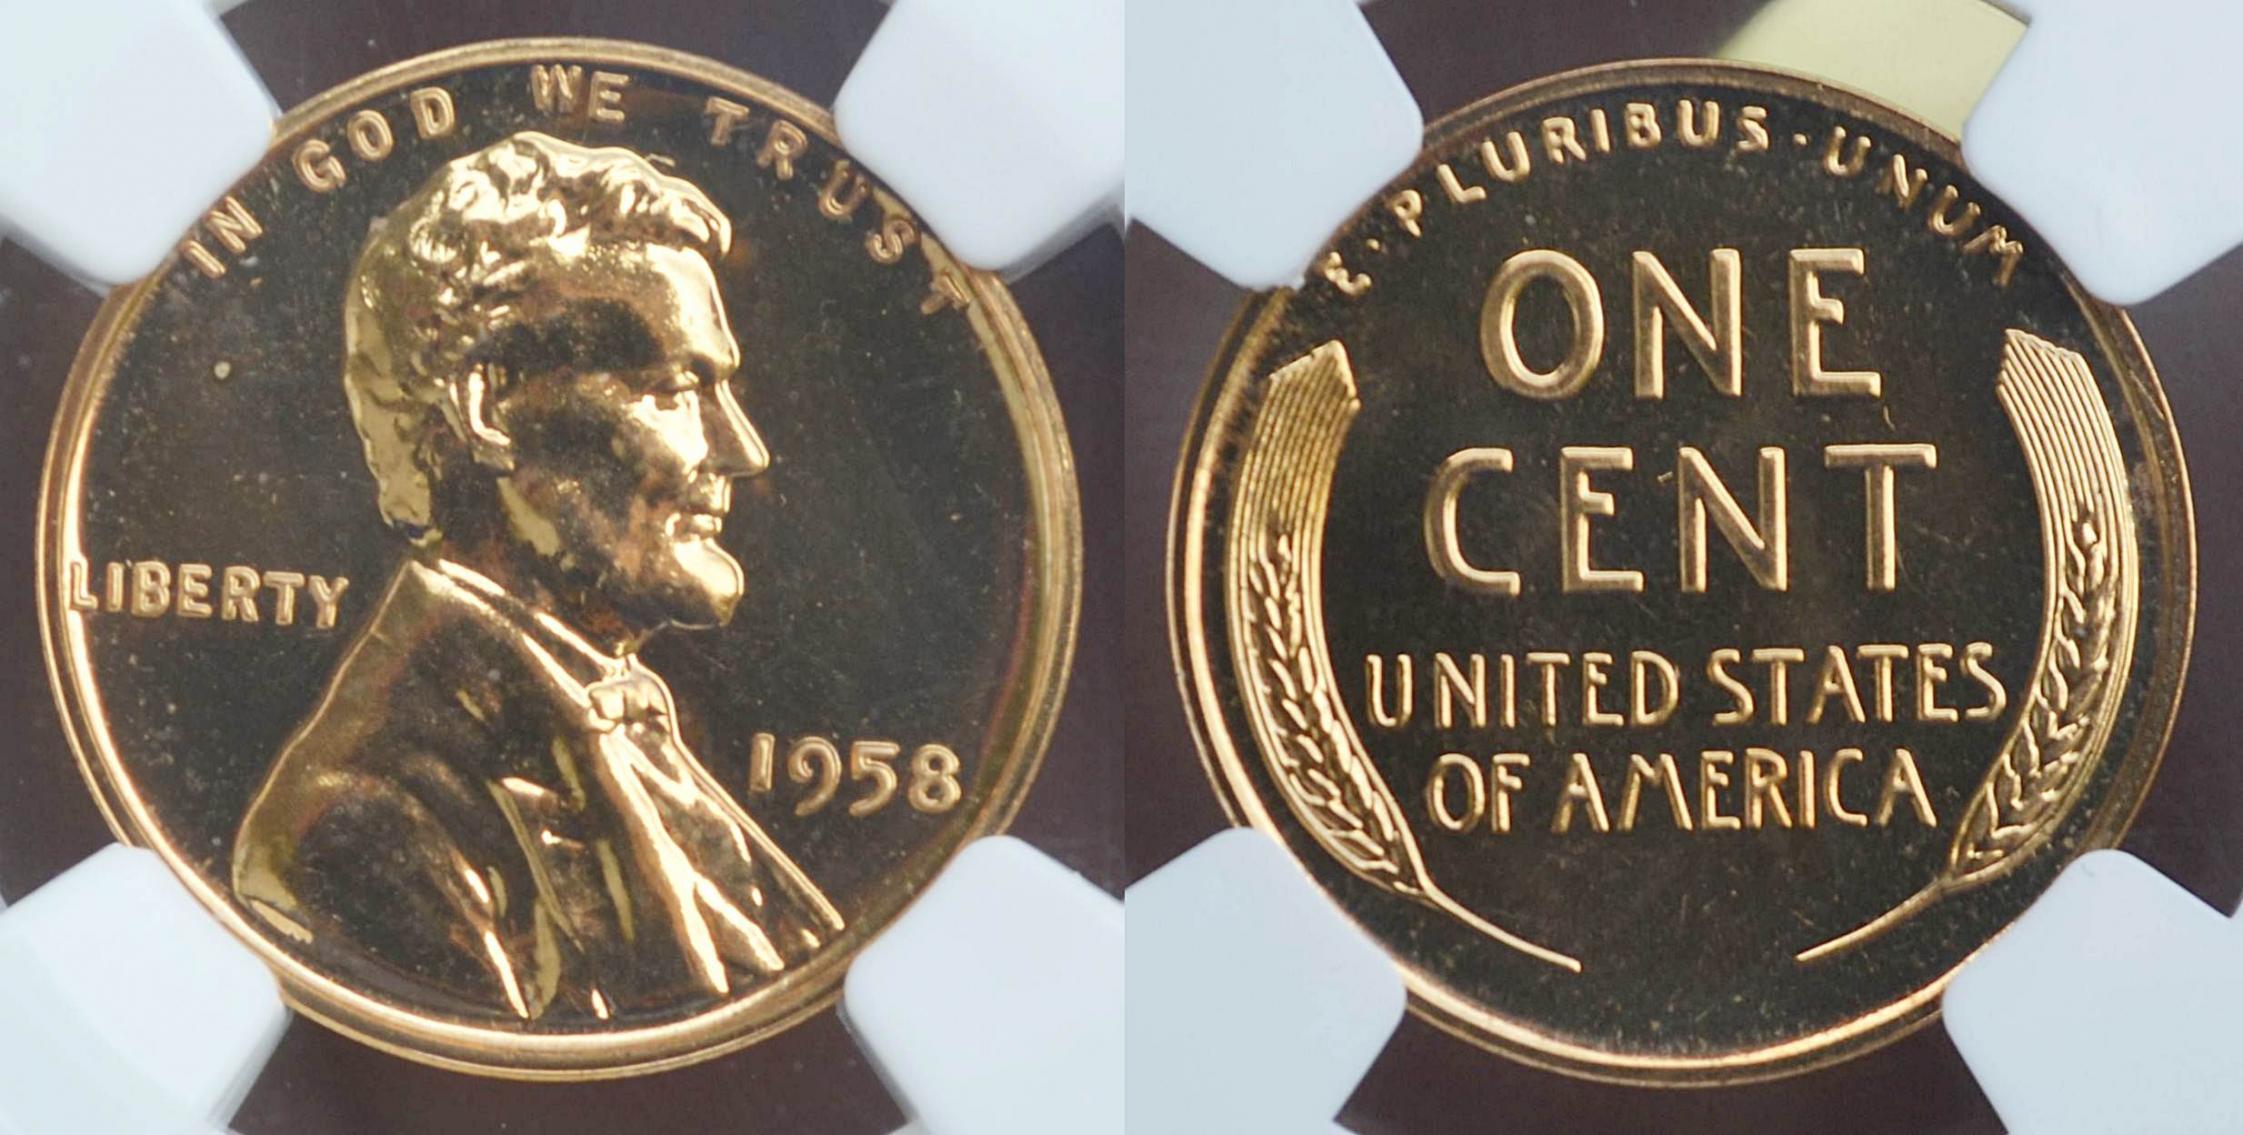 IN GOD WE TRUST
LIBERTY
1958
E·PLURIBUS·UNUM
ONE
CENT
UNITED STATES
OF AMERICA